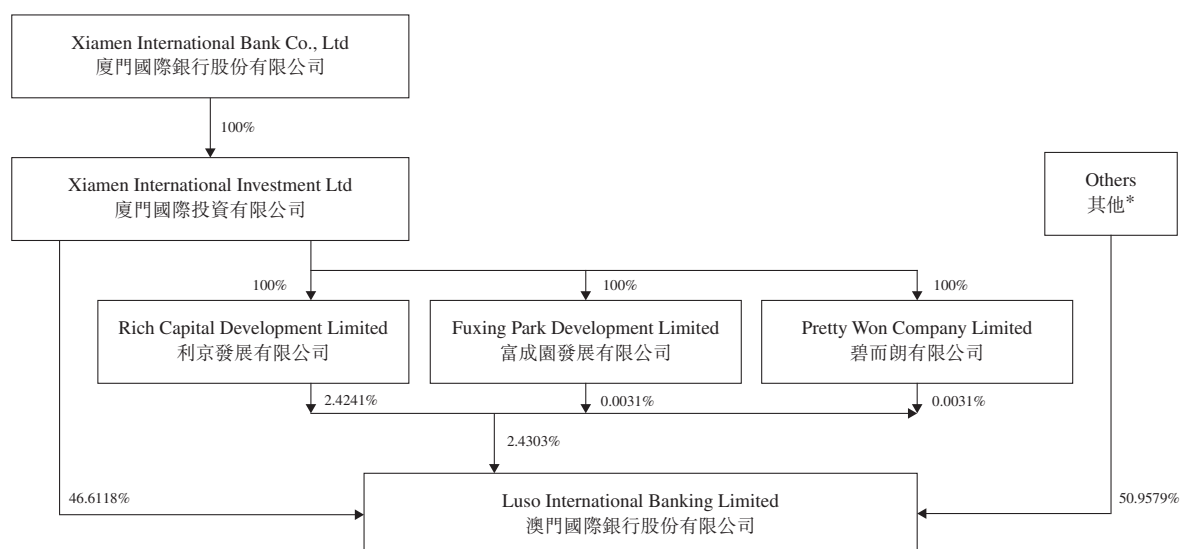 Xiamen International Bank Co., Ltd
廈門國際銀行股份有限公司
100%
Xiamen International Investment Ltd
廈門國際投資有限公司
Others
其他*
100%
100%
100%
Rich Capital Development Limited
利京發展有限公司
Fuxing Park Development Limited
富成園發展有限公司
Pretty Won Company Limited
碧而朗有限公司
2.4241%
0.0031%
0.0031%
2.4303%
46.6118%
Luso International Banking Limited
澳門國際銀行股份有限公司
50.9579%